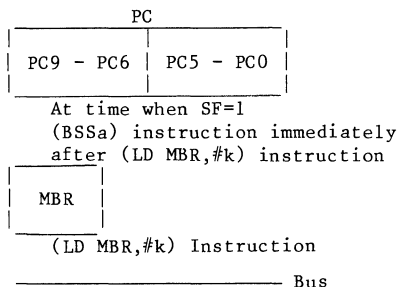 PC
PC9 - PC6 | PC5 - PC0
At time when SF=1
(BSSa) instruction immediately
after (LD MBR,#k) instruction
MBR
(LD MBR,#k) Instruction
Bus